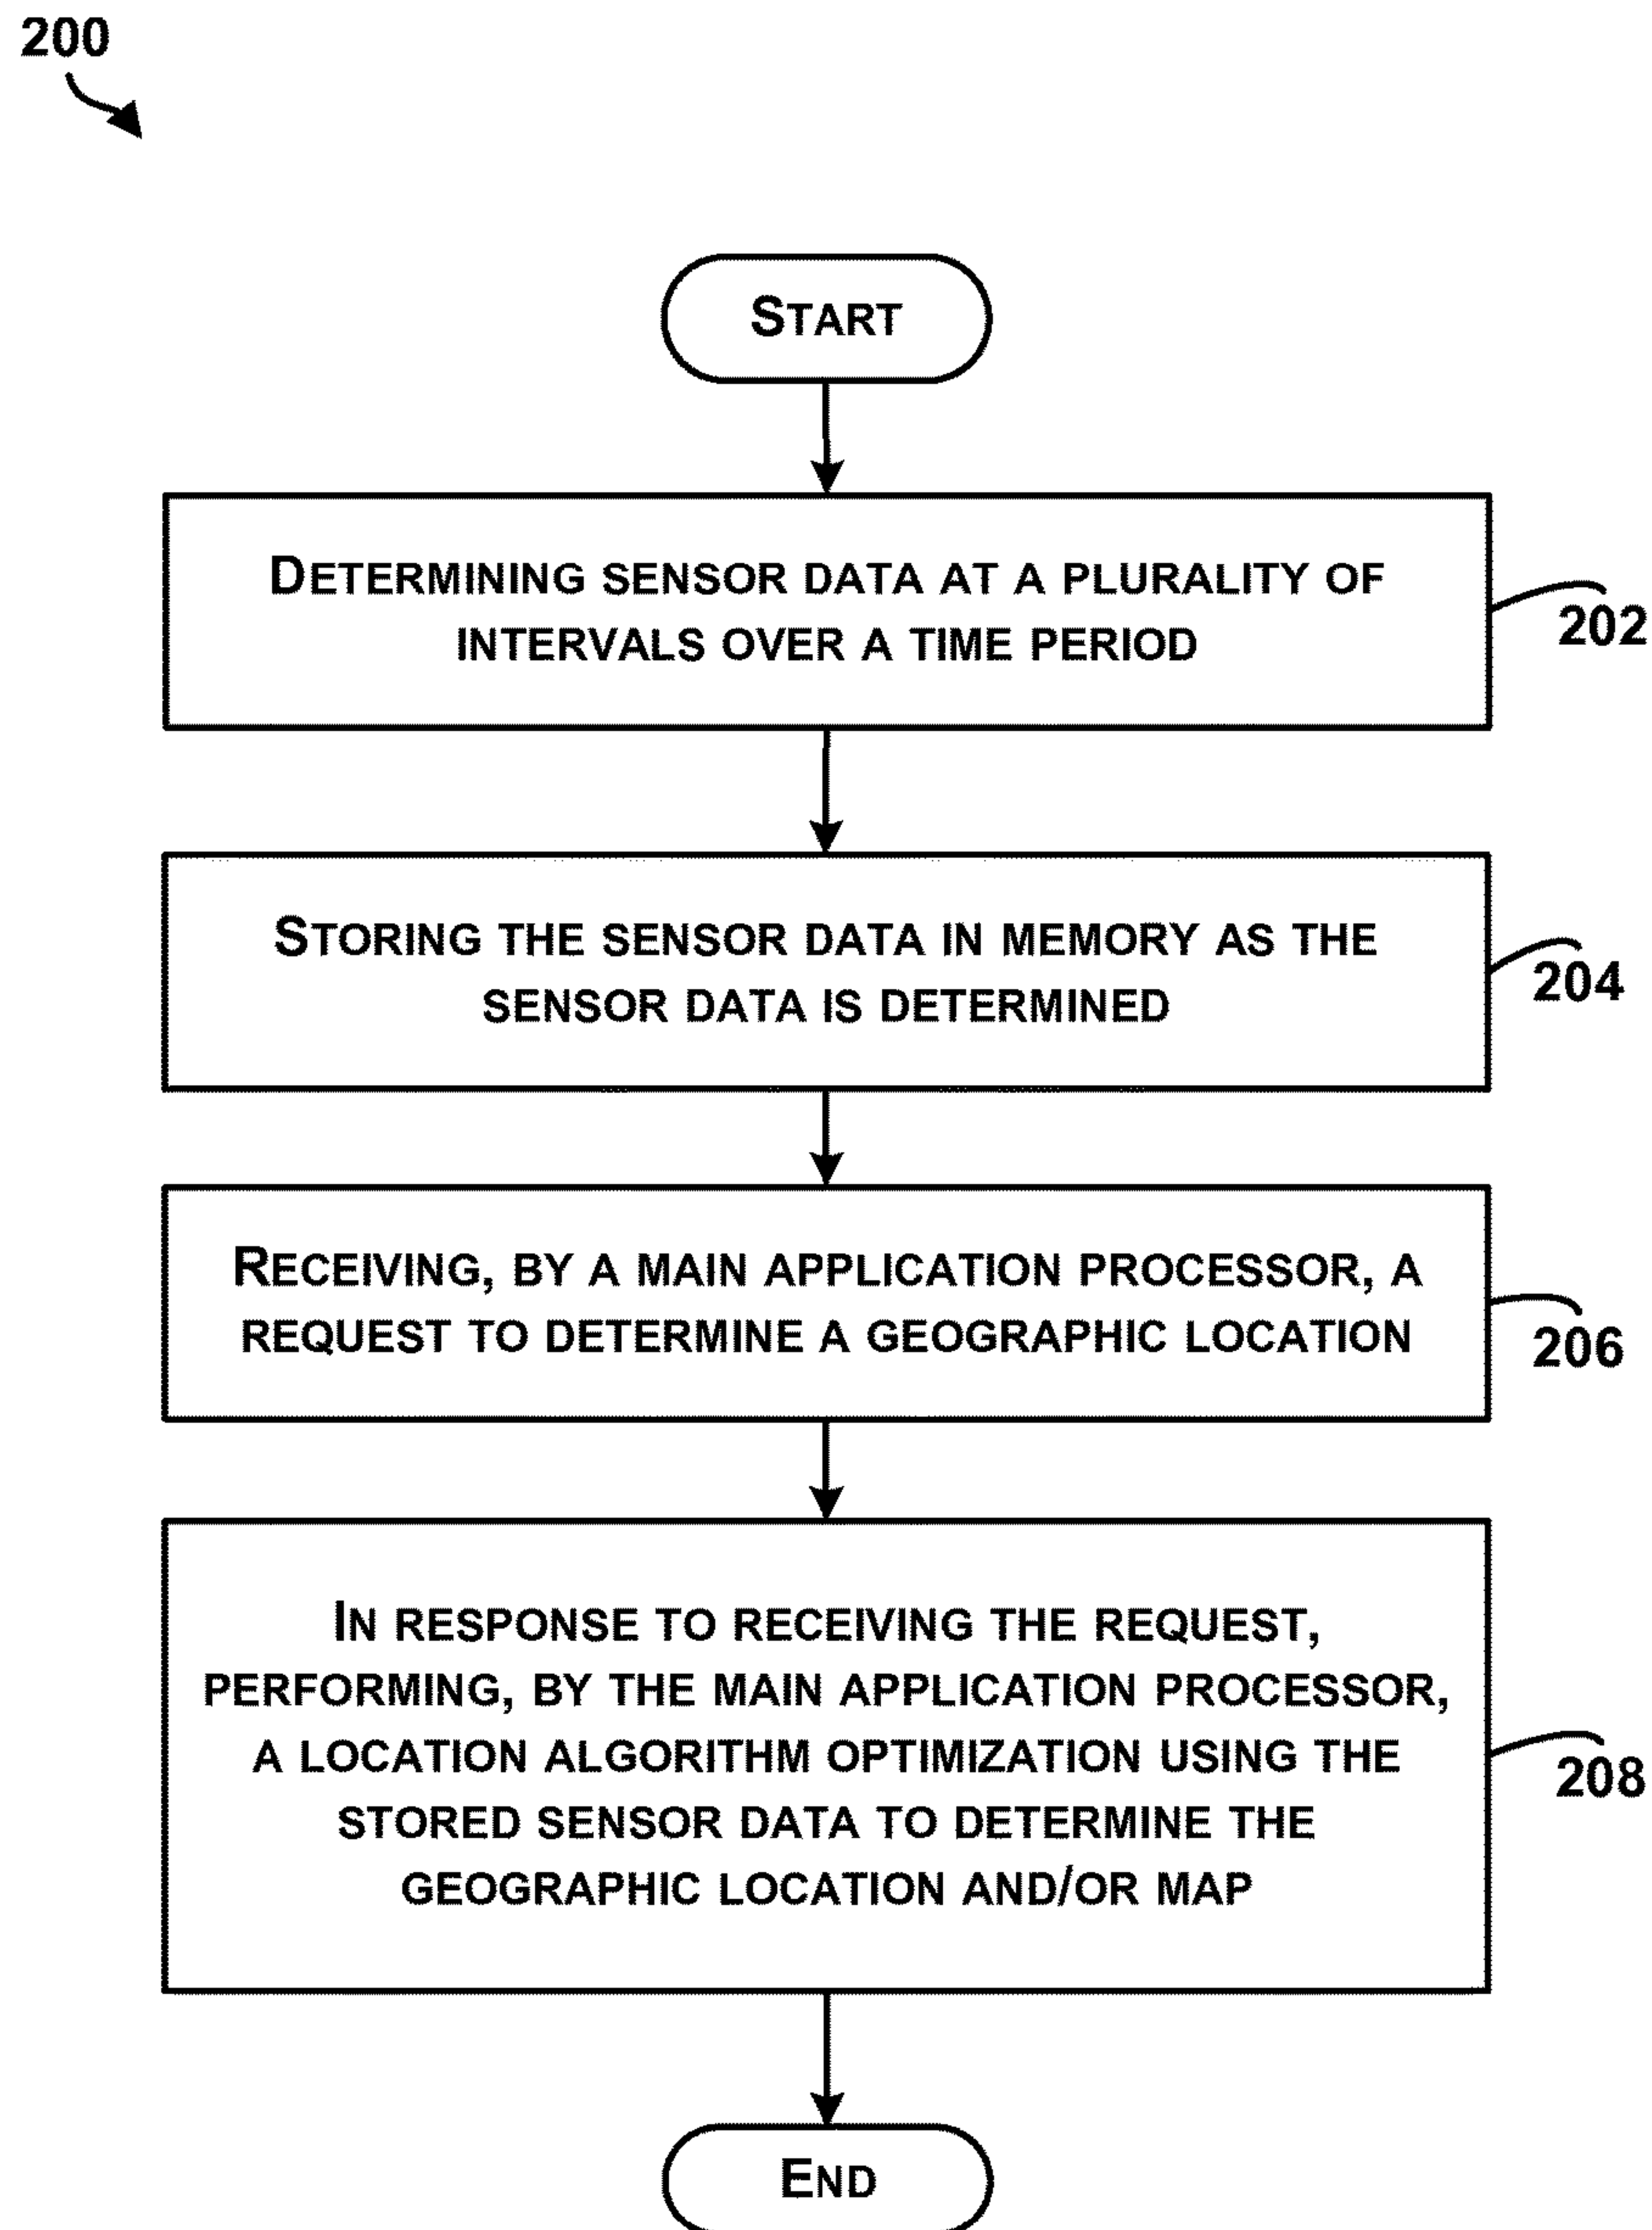 200
START
DETERMINING SENSOR DATA AT A PLURALITY OF
INTERVALS OVER A TIME PERIOD
202
STORING THE SENSOR DATA IN MEMORY AS THE
SENSOR DATA IS DETERMINED
204
RECEIVING, BY A MAIN APPLICATION PROCESSOR, A
REQUEST TO DETERMINE A GEOGRAPHIC LOCATION
206
IN RESPONSE TO RECEIVING THE REQUEST,
PERFORMING, BY THE MAIN APPLICATION PROCESSOR,
A LOCATION ALGORITHM OPTIMIZATION USING THE
STORED SENSOR DATA TO DETERMINE THE
GEOGRAPHIC LOCATION AND/OR MAP
208
END